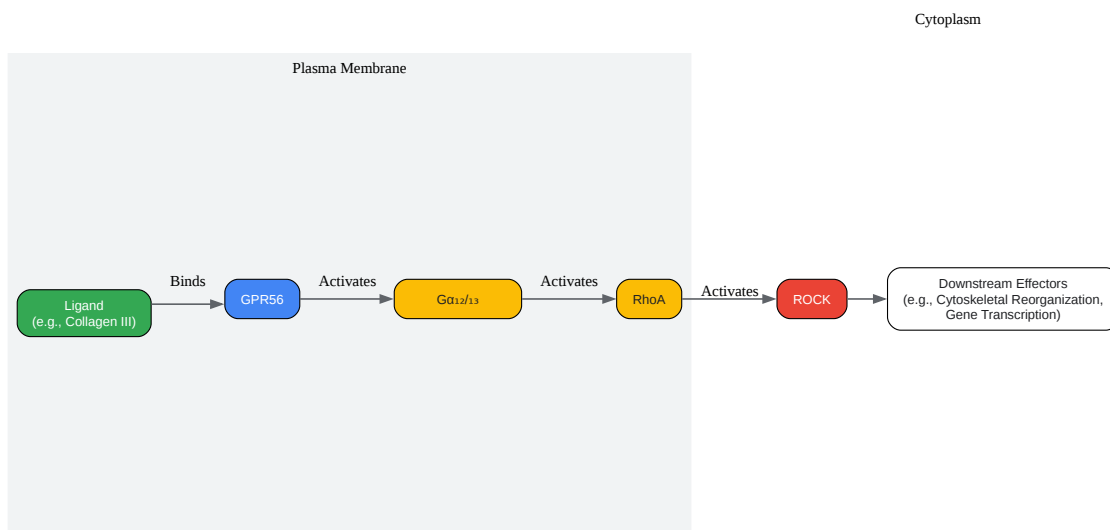 Cytoplasm
Plasma Membrane
Binds
Activates
Activates
Activates
Ligand
(e.g., Collagen III)
GPR56
Gα₁₂/₁₃
RhoA
ROCK
Downstream Effectors
(e.g., Cytoskeletal Reorganization,
Gene Transcription)